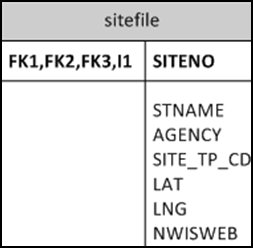 sitefile
FK1,FK2,FK3,I1 SITENO
STNAME
AGENCY
SITE_TP_CD
LAT
LNG
NWISWEB